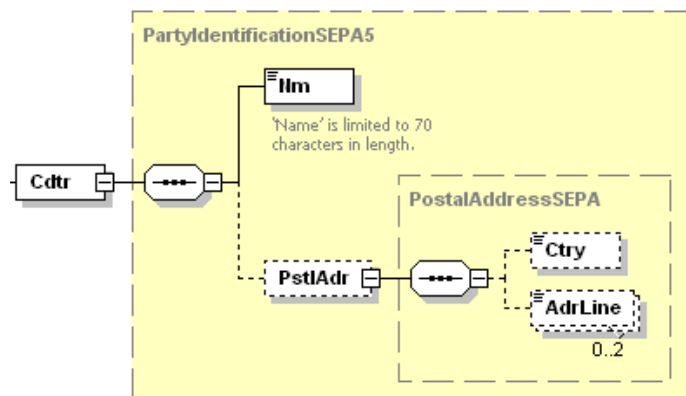 PartyIdentificationSEPA5
Nm
'Name' is limited to 70
characters in length.
Cdtr
PostalAddressSEPA
Ctry
PstlAdr
AdrLine
0..2